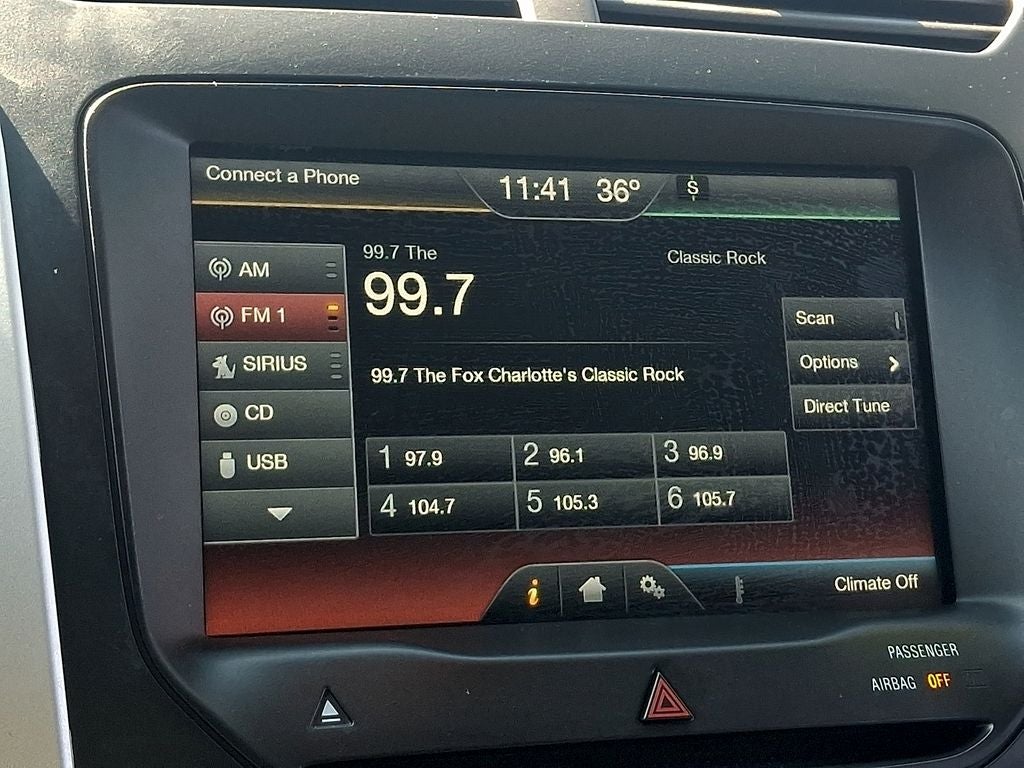 Connect a Phone
11:41 36° S
AM
FM 1
SIRIUS
CD
USB
99.7 The
Classic Rock
99.7
99.7 The Fox Charlotte's Classic Rock
1 97.9 2 96.1 3 96.9
4 104.7 5 105.3 6 105.7
Scan
Options
Direct Tune
i
Climate Off
PASSENGER
AIRBAG OFF